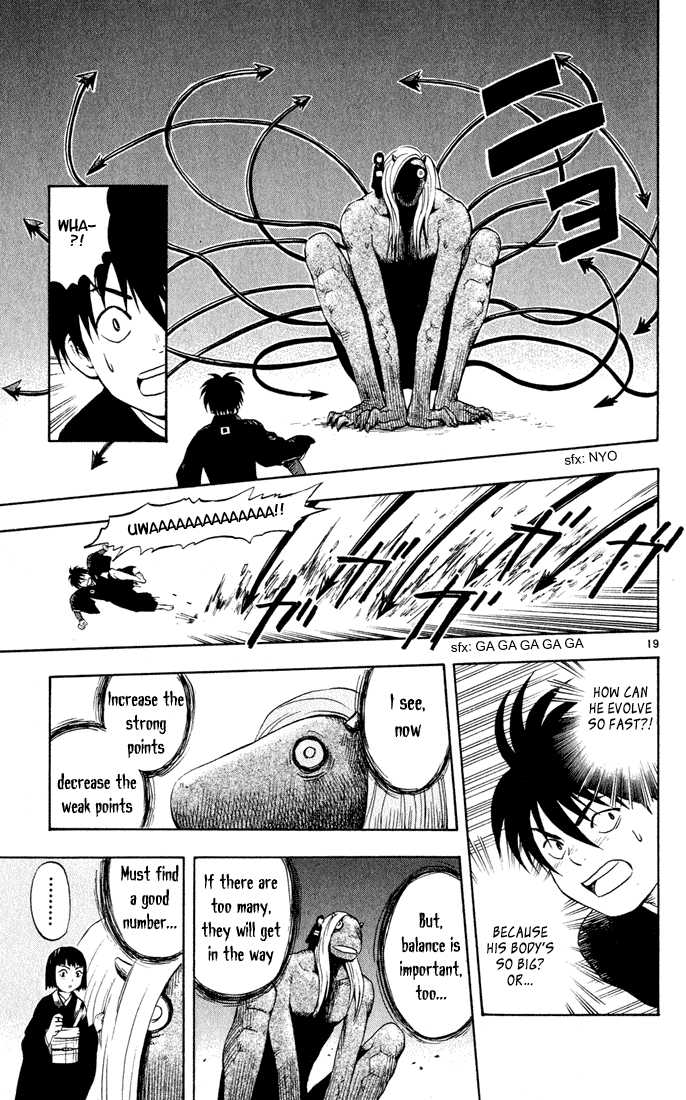 ニョ
WHA-
?!
sfx: NYO
UWAAAAAAAAAAAAAA!!
ガガガガガ
sfx: GA GA GA GA GA
19
HOW CAN
HE EVOLVE
SO FAST?!
BECAUSE
HIS BODY'S
SO BIG?
OR...
I see,
now
Increase the
strong
points
decrease the
weak points
But,
balance is
important,
too...
If there are
too many,
they will get
in the way
Must find
a good
number...
........